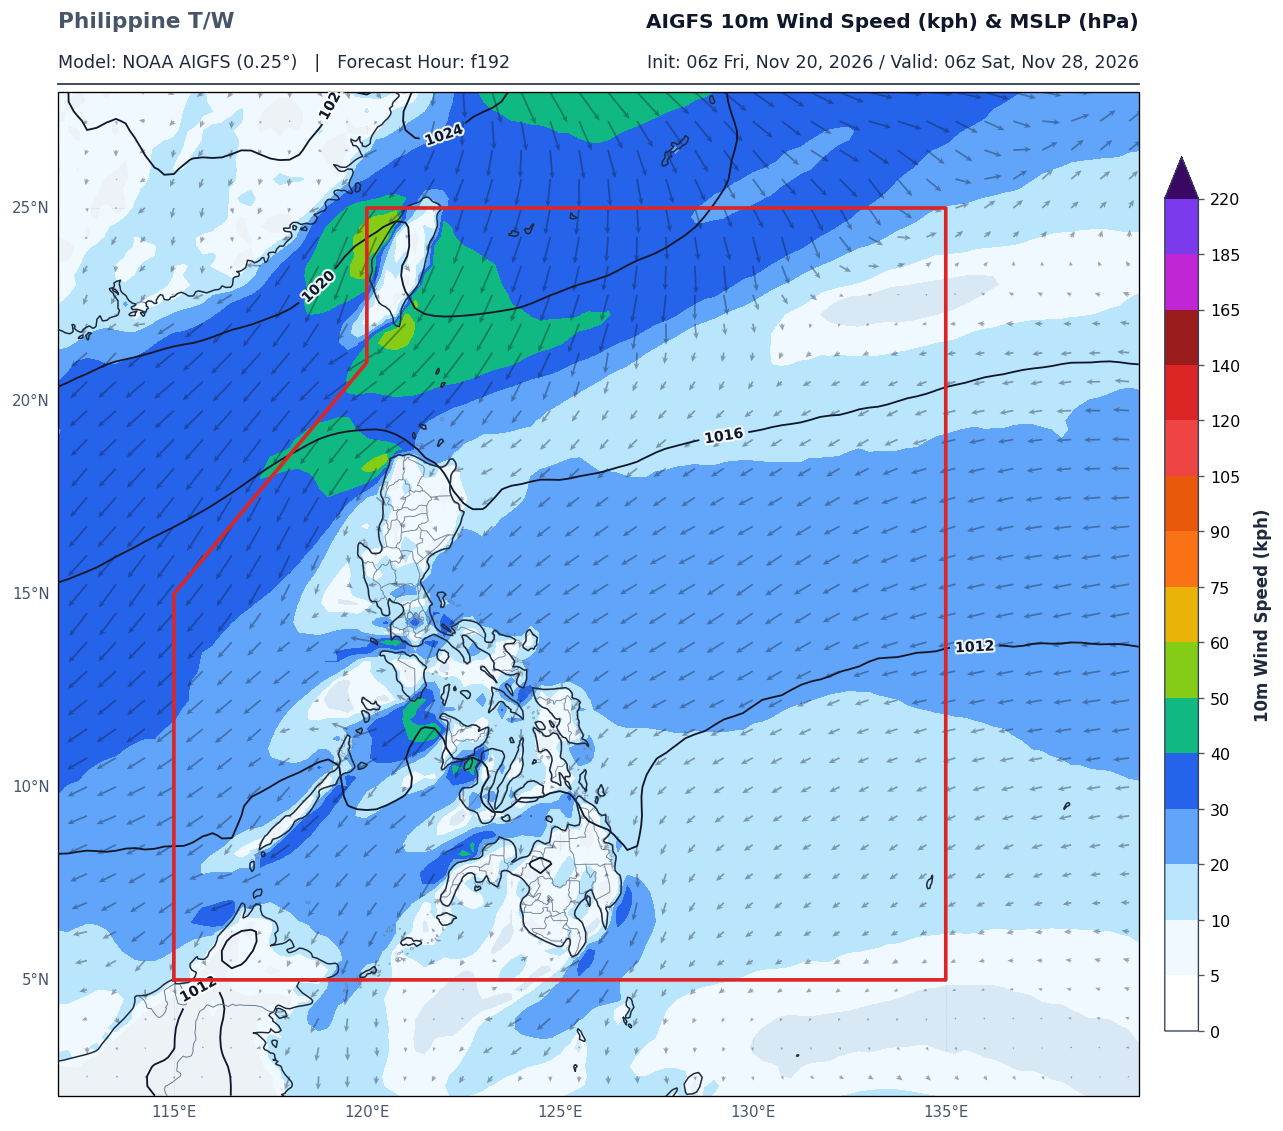 Philippine T/W
AIGFS 10m Wind Speed (kph) & MSLP (hPa)
Model: NOAA AIGFS (0.25°) | Forecast Hour: f192
Init: 06z Fri, Nov 20, 2026 / Valid: 06z Sat, Nov 28, 2026
102
1024
1020
1016
1012
1012
25°N
20°N
15°N
10°N
5°N
115°E
120°E
125°E
130°E
135°E
220
185
165
140
120
105
90
75
60
50
40
30
20
10
5
0
10m Wind Speed (kph)